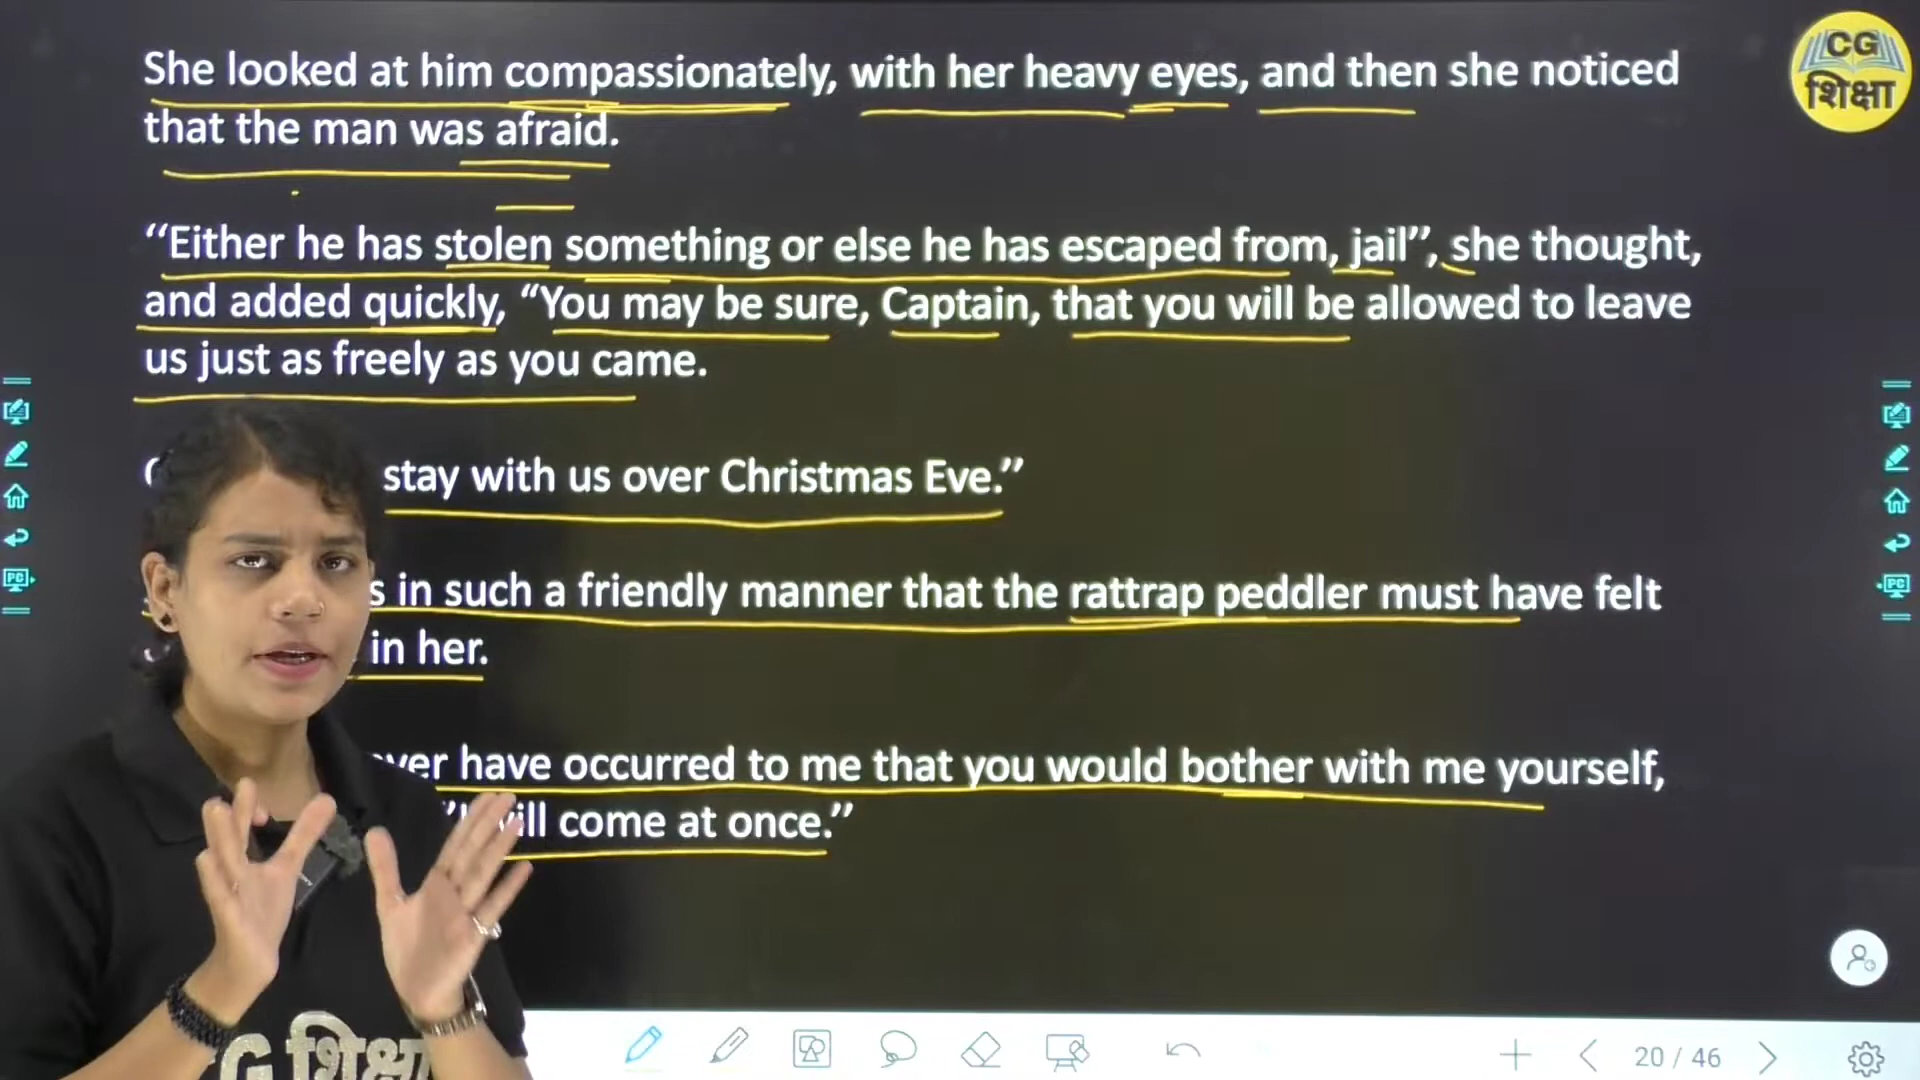 She looked at him compassionately, with her heavy eyes, and then she noticed
that the man was afraid.
“Either he has stolen something or else he has escaped from, jail”, she thought,
and added quickly, “You may be sure, Captain, that you will be allowed to leave
us just as freely as you came.
stay with us over Christmas Eve.”
in such a friendly manner that the rattrap peddler must have felt
in her.
have occurred to me that you would bother with me yourself,
will come at once.”
CG
शिक्षा
PC
PC
G शिक्षा
20 / 46